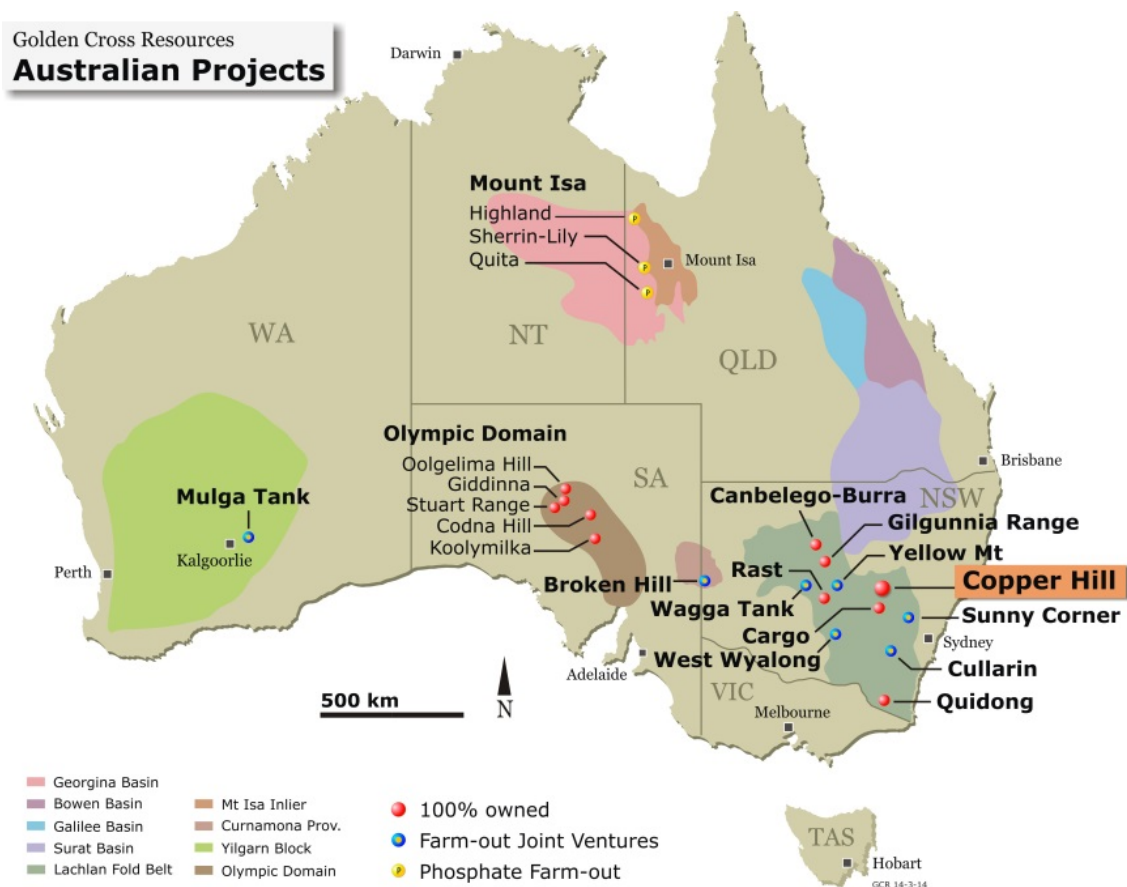 Golden Cross Resources
Australian Projects
Darwin
Mount Isa
Highland
P
Sherrin-Lily
P
Mount Isa
Quita
P
WA
NT
QLD
Olympic Domain
Oolgelima Hill
Giddinna
Stuart Range
Codna Hill
Koolymilka
SA
Brisbane
Canbelego-Burra
NSW
Gilgunnia Range
Mulga Tank
Kalgoorlie
Perth
Yellow Mt
Rast
Broken Hill
Copper Hill
Wagga Tank
Sunny Corner
Cargo
Sydney
West Wyalong
Cullarin
Adelaide
VIC
Quidong
500 km
N
Melbourne
Georgina Basin
Bowen Basin
Galilee Basin
Surat Basin
Lachlan Fold Belt
Mt Isa Inlier
Curnamona Prov.
Yilgarn Block
Olympic Domain
100% owned
Farm-out Joint Ventures
P Phosphate Farm-out
TAS
Hobart
GCR 14-3-14